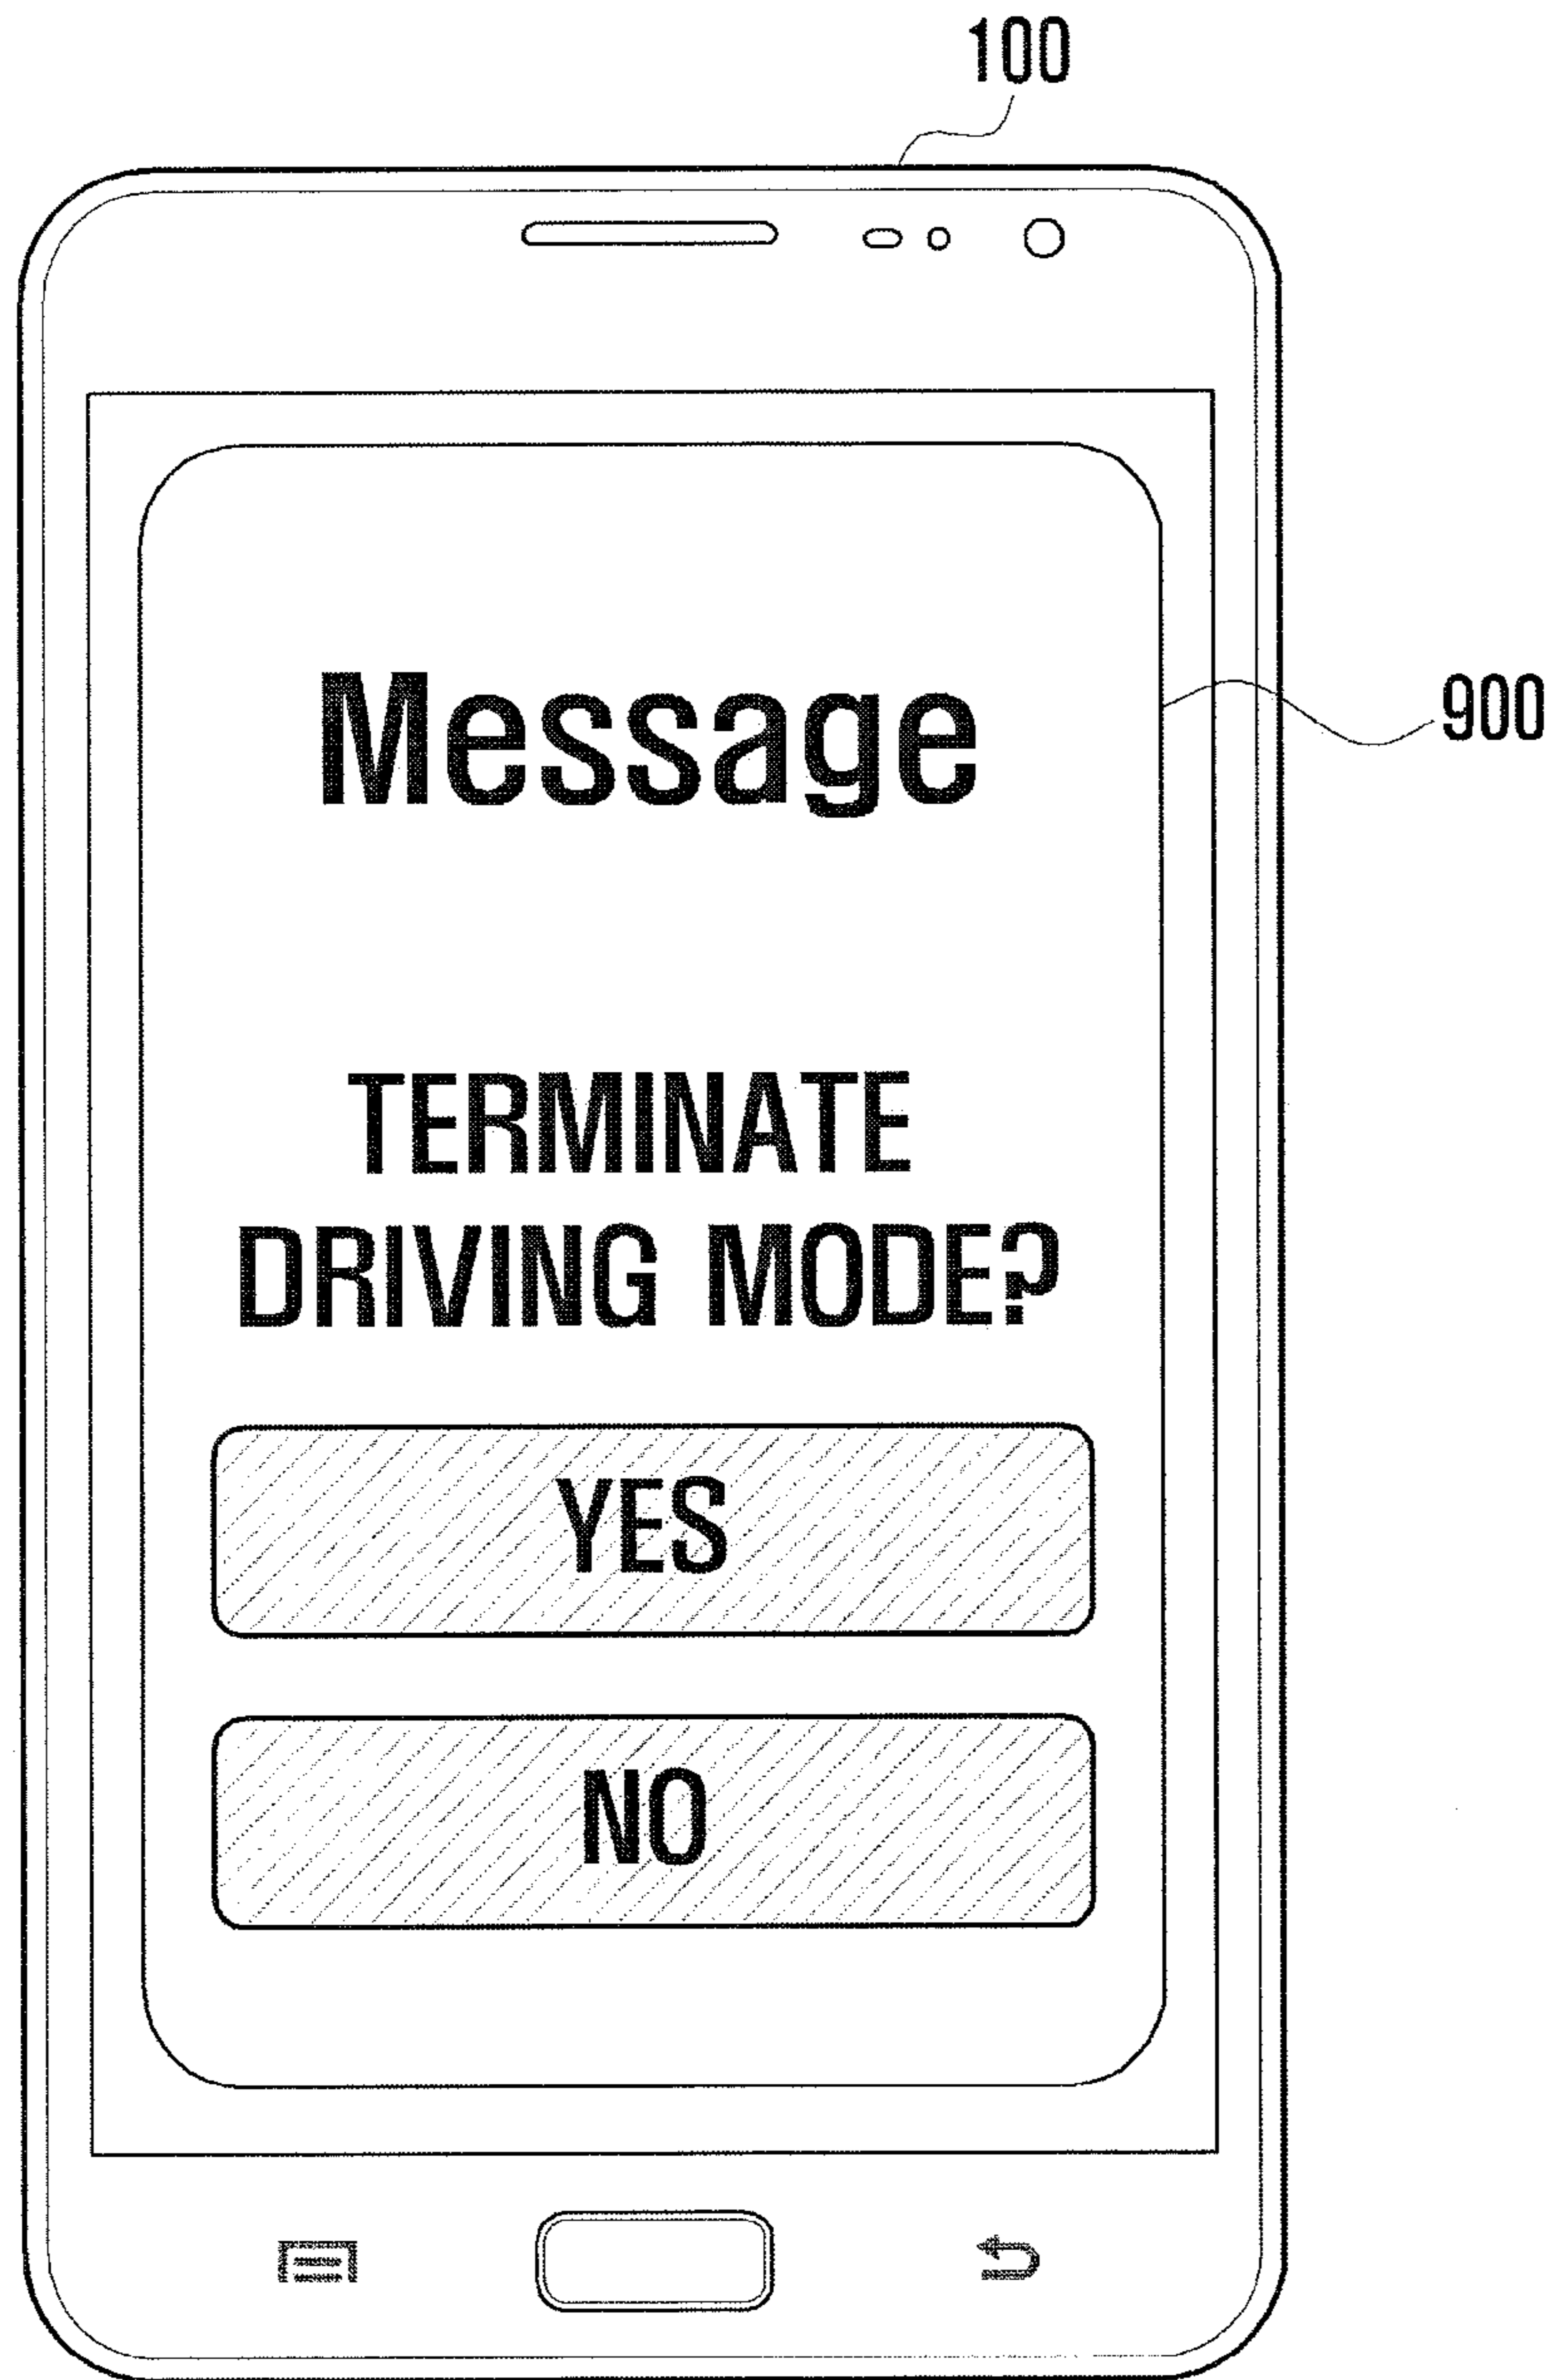 100
Message
900
TERMINATE
DRIVING MODE?
YES
NO